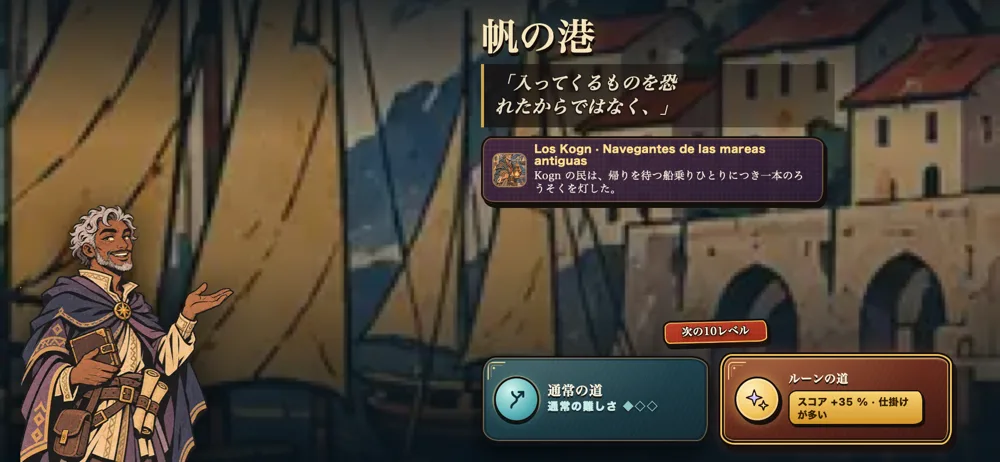 帆の港
「入ってくるものを恐
れたからではなく、」
Los Kogn · Navegantes de las mareas
antiguas
Kogn の民は、帰りを待つ船乗りひとりにつき一本のろ
うそくを灯した。
次の10レベル
通常の道
通常の難しさ ◆◇◇
ルーンの道
スコア +35 % · 仕掛け
が多い